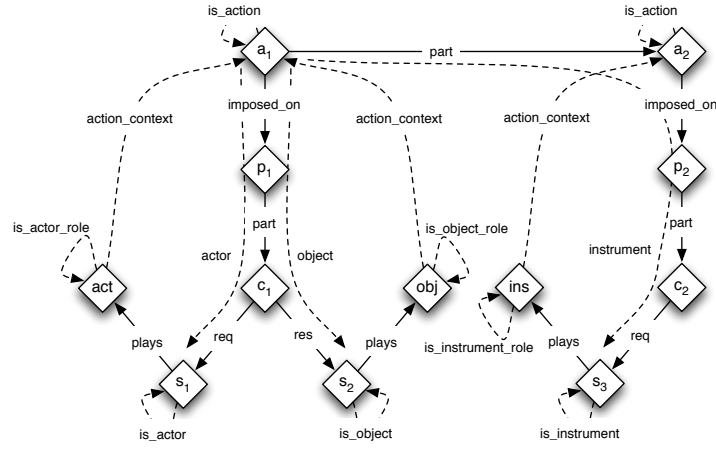 is_action
is_action
a1
part
a2
imposed_on
imposed_on
action_context
action_context
action_context
p1
p2
part
part
is_actor_role
is_object_role
actor
object
instrument
act
c1
obj
ins
c2
plays
req
res
plays
is_instrument_role
plays
req
s1
s2
s3
is_actor
is_object
is_instrument